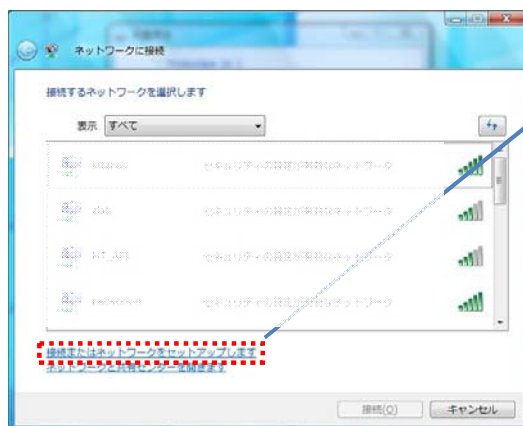 ネットワークに接続
接続するネットワークを選択します
表示 すべて
セキュリティの設定が有効なネットワーク
セキュリティの設定が有効なネットワーク
セキュリティの設定が有効なネットワーク
セキュリティの設定が有効なネットワーク
接続またはネットワークをセットアップします
ネットワークと共有センターを開きます
接続(O) キャンセル